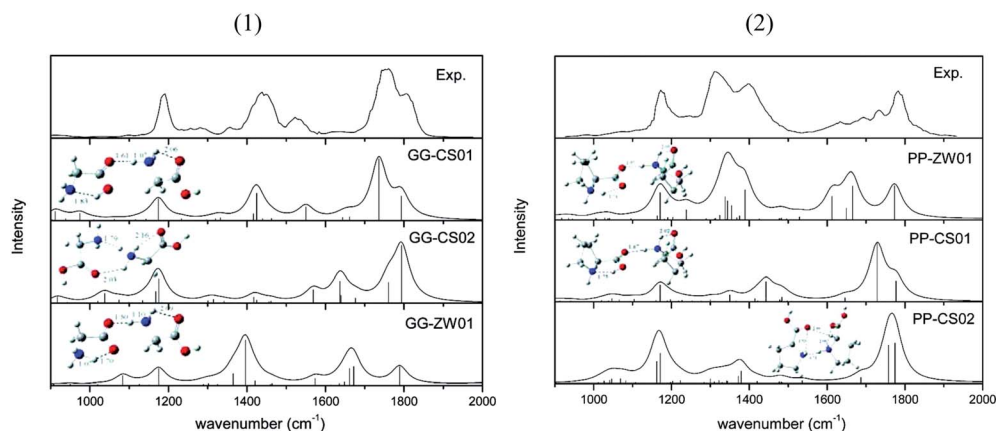 (1)
Exp.
GG-CS01
GG-CS02
GG-ZW01
Intensity
1000 1200 1400 1600 1800 2000
wavenumber (cm⁻¹)
(2)
Exp.
PP-ZW01
PP-CS01
PP-CS02
Intensity
1000 1200 1400 1600 1800 2000
wavenumber (cm⁻¹)